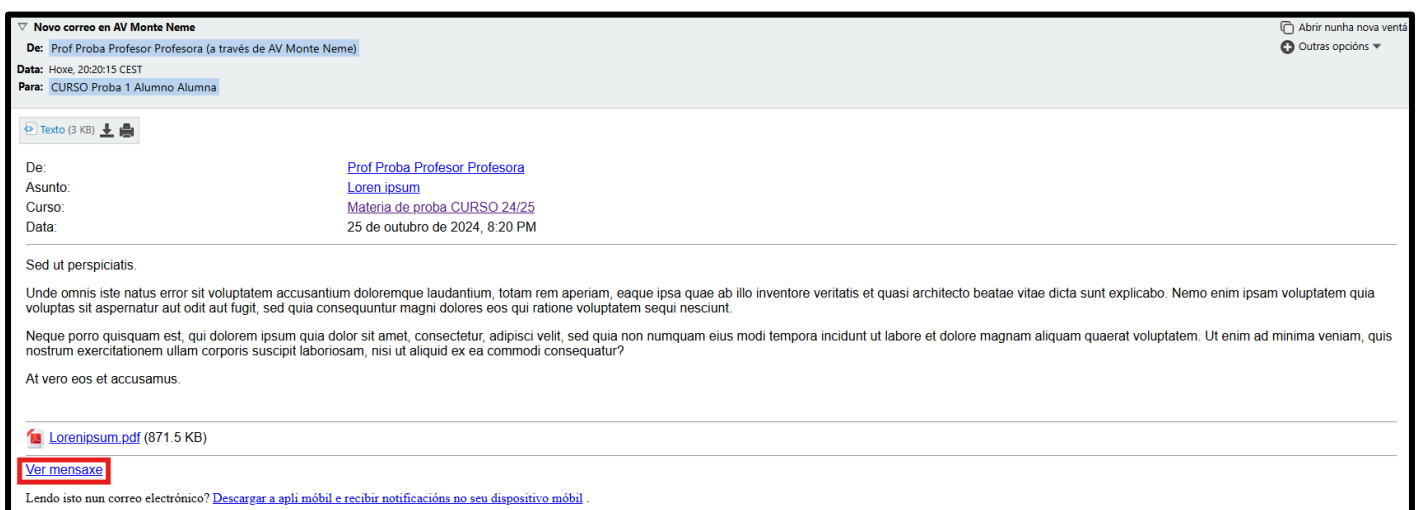 Novo correo en AV Monte Neme
Abrir nunha nova ventá
De: Prof Proba Profesor Profesora (a través de AV Monte Neme)
Outras opcións
Data: Hoxe, 20:20:15 CEST
Para: CURSO Proba 1 Alumno Alumna
Texto (3 KB)
De: Prof Proba Profesor Profesora
Asunto: Loren ipsum
Curso: Materia de proba CURSO 24/25
Data: 25 de outubro de 2024, 8:20 PM
Sed ut perspiciatis.
Unde omnis iste natus error sit voluptatem accusantium doloremque laudantium, totam rem aperiam, eaque ipsa quae ab illo inventore veritatis et quasi architecto beatae vitae dicta sunt explicabo. Nemo enim ipsam voluptatem quia
voluptas sit aspernatur aut odit aut fugit, sed quia consequuntur magni dolores eos qui ratione voluptatem sequi nesciunt.
Neque porro quisquam est, qui dolorem ipsum quia dolor sit amet, consectetur, adipisci velit, sed quia non numquam eius modi tempora incidunt ut labore et dolore magnam aliquam quaerat voluptatem. Ut enim ad minima veniam, quis
nostrum exercitationem ullam corporis suscipit laboriosam, nisi ut aliquid ex ea commodi consequatur?
At vero eos et accusamus.
Lorenipsum.pdf (871.5 KB)
Ver mensaxe
Lendo isto nun correo electrónico? Descargar a apli móbil e recibir notificacións no seu dispositivo móbil .